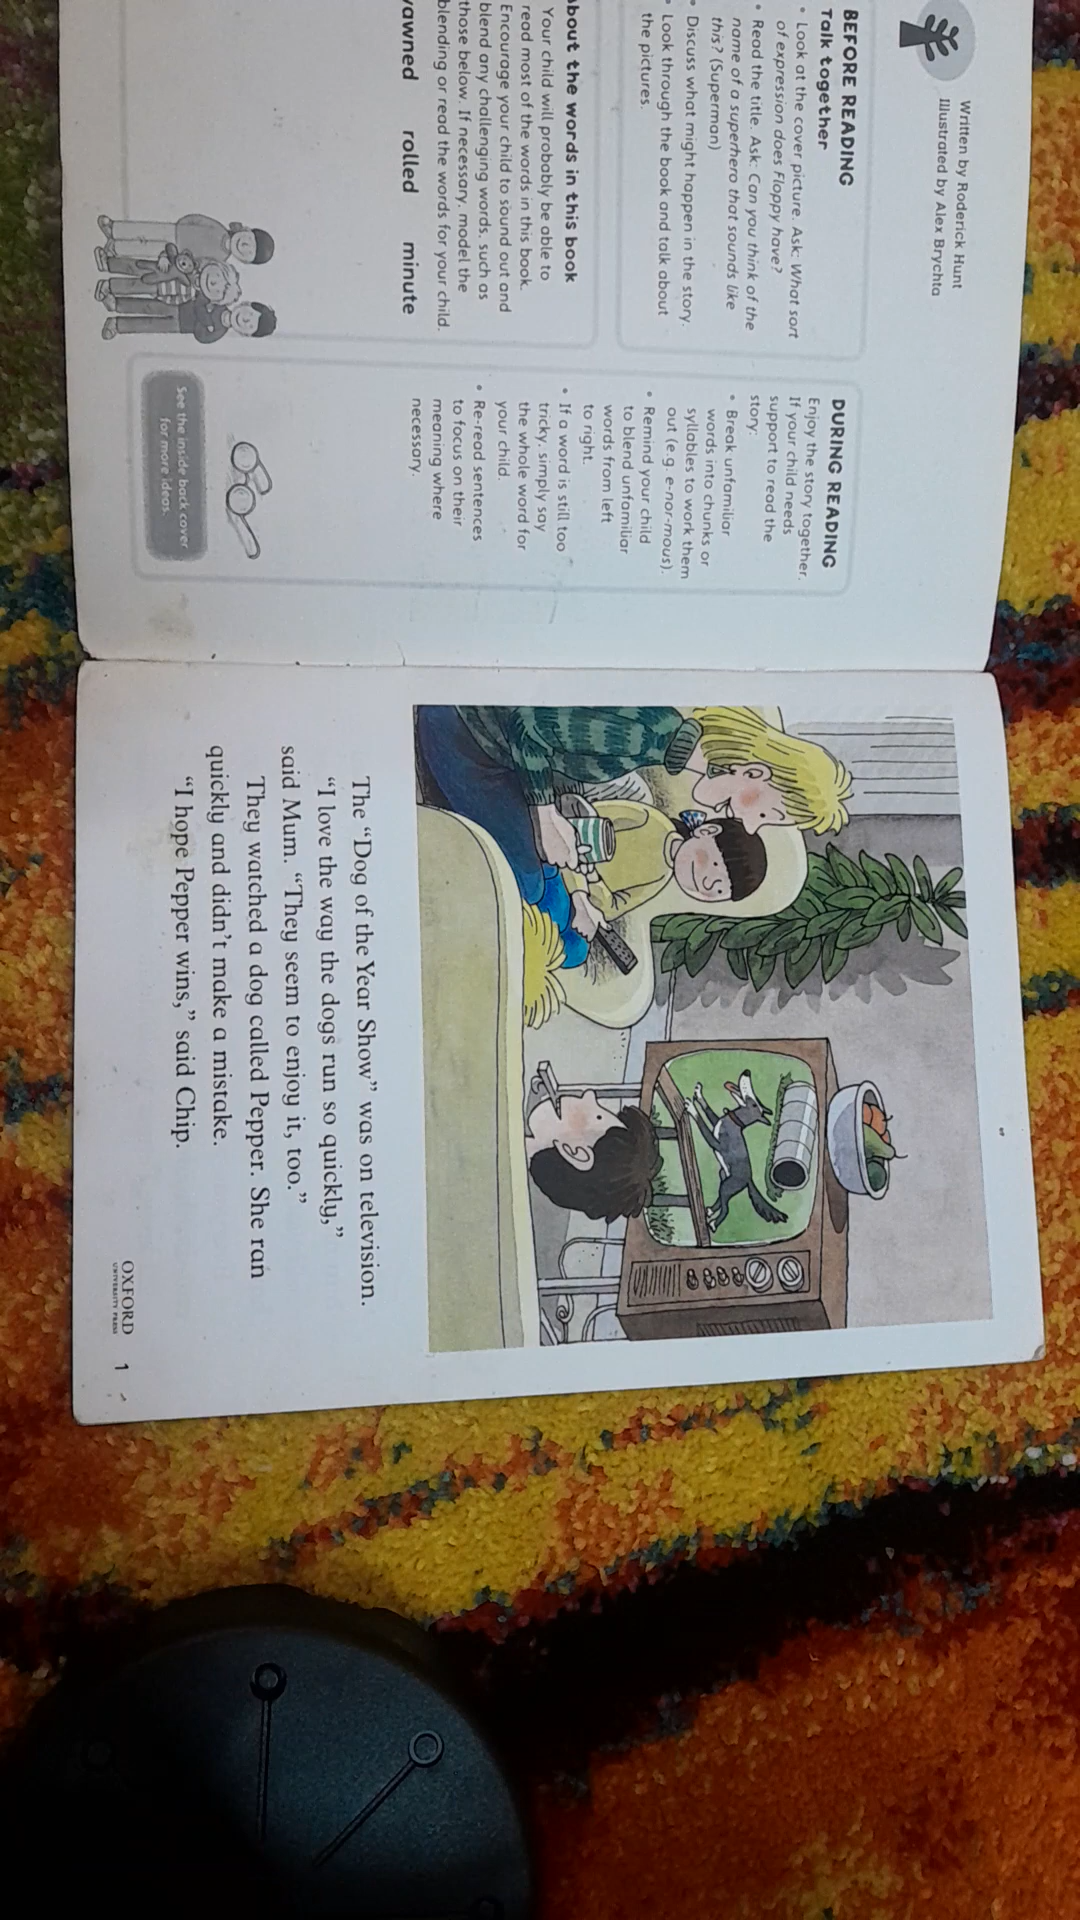 Written by Roderick Hunt
Illustrated by Alex Brychta
BEFORE READING
Talk together
• Look at the cover picture. Ask: What sort
of expression does Floppy have?
• Read the title. Ask: Can you think of the
name of a superhero that sounds like
this? (Superman)
• Discuss what might happen in the story.
• Look through the book and talk about
the pictures.
About the words in this book
Your child will probably be able to
read most of the words in this book.
Encourage your child to sound out and
blend any challenging words, such as
those below. If necessary, model the
blending or read the words for your child.
yawned rolled minute
DURING READING
Enjoy the story together.
If your child needs
support to read the
story:
• Break unfamiliar
words into chunks or
syllables to work them
out (e.g. e-nor-mous).
• Remind your child
to blend unfamiliar
words from left
to right.
• If a word is still too
tricky, simply say
the whole word for
your child.
• Re-read sentences
to focus on their
meaning where
necessary.
See the inside back cover
for more ideas.
The “Dog of the Year Show” was on television.
“I love the way the dogs run so quickly,”
said Mum. “They seem to enjoy it, too.”
They watched a dog called Pepper. She ran
quickly and didn’t make a mistake.
“I hope Pepper wins,” said Chip.
OXFORD
UNIVERSITY PRESS
1